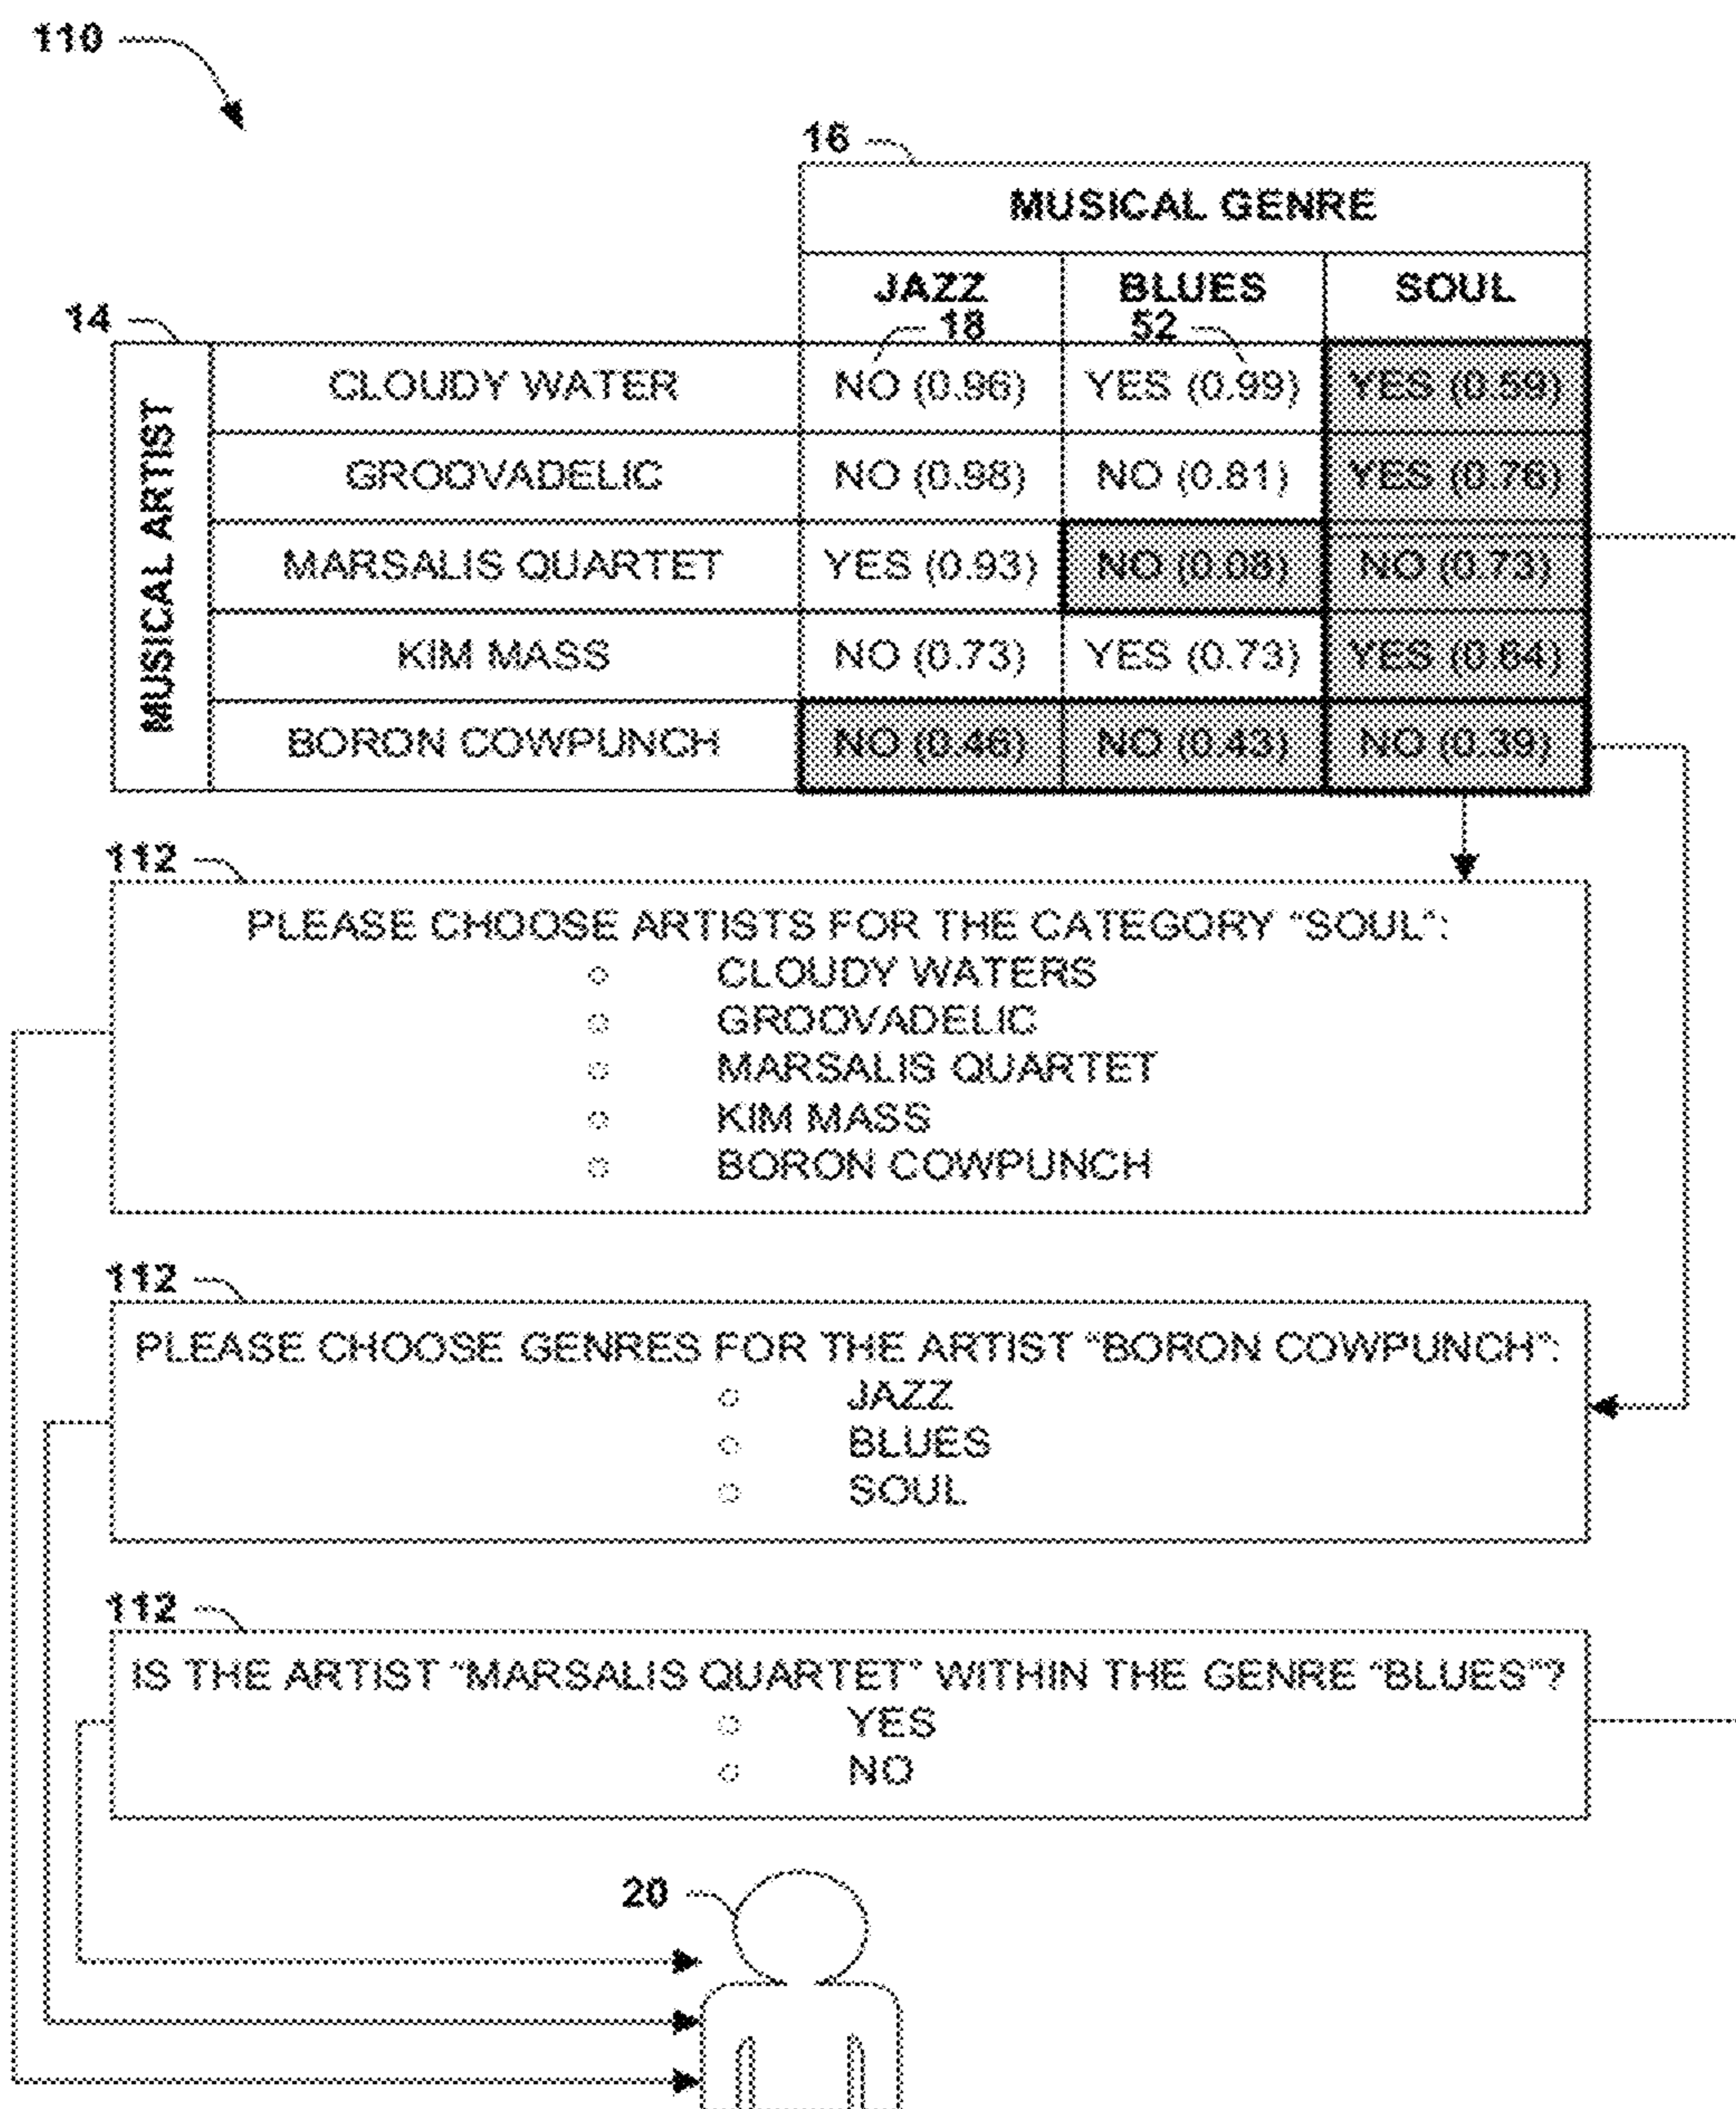 110
16
MUSICAL GENRE
JAZZ BLUES SOUL
14 18 52
MUSICAL ARTIST
CLOUDY WATER NO (0.96) YES (0.99) YES (0.59)
GROOVADELIC NO (0.98) NO (0.81) YES (0.76)
MARSALIS QUARTET YES (0.93) NO (0.08) NO (0.73)
KIM MASS NO (0.73) YES (0.73) YES (0.64)
BORON COWPUNCH NO (0.46) NO (0.43) NO (0.39)
112
PLEASE CHOOSE ARTISTS FOR THE CATEGORY "SOUL":
CLOUDY WATERS
GROOVADELIC
MARSALIS QUARTET
KIM MASS
BORON COWPUNCH
112
PLEASE CHOOSE GENRES FOR THE ARTIST "BORON COWPUNCH":
JAZZ
BLUES
SOUL
112
IS THE ARTIST "MARSALIS QUARTET" WITHIN THE GENRE "BLUES"?
YES
NO
20